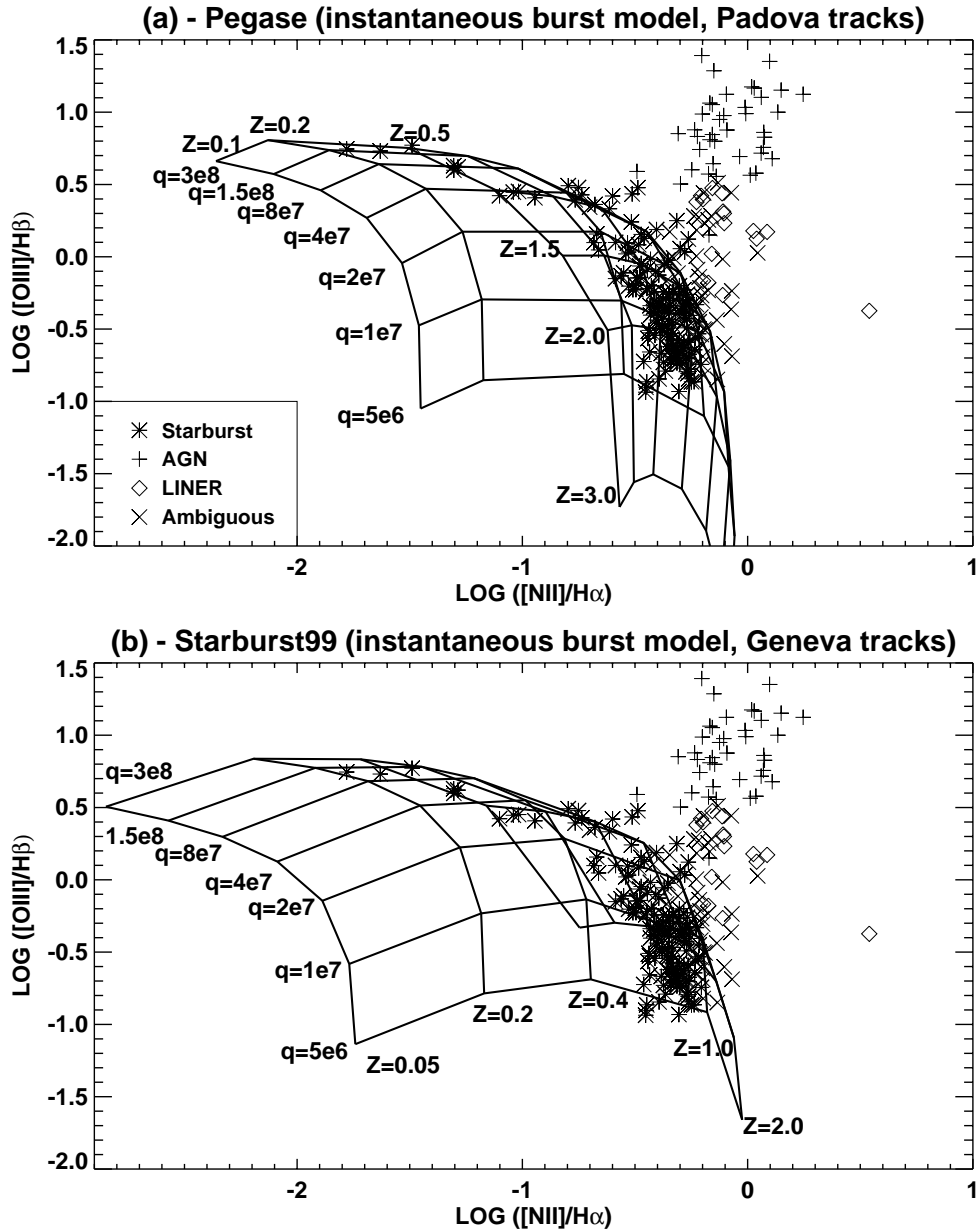 (a) - Pegase (instantaneous burst model, Padova tracks)
1.5
1.0
0.5
0.0
-0.5
-1.0
-1.5
-2.0
LOG ([OIII]/Hβ)
Z=0.1
Z=0.2
Z=0.5
Z=1.5
Z=2.0
Z=3.0
q=3e8
q=1.5e8
q=8e7
q=4e7
q=2e7
q=1e7
q=5e6
Starburst
AGN
LINER
Ambiguous
-2
-1
0
1
LOG ([NII]/Hα)
(b) - Starburst99 (instantaneous burst model, Geneva tracks)
1.5
1.0
0.5
0.0
-0.5
-1.0
-1.5
-2.0
LOG ([OIII]/Hβ)
q=3e8
1.5e8
q=8e7
q=4e7
q=2e7
q=1e7
q=5e6
Z=0.05
Z=0.2
Z=0.4
Z=1.0
Z=2.0
-2
-1
0
1
LOG ([NII]/Hα)